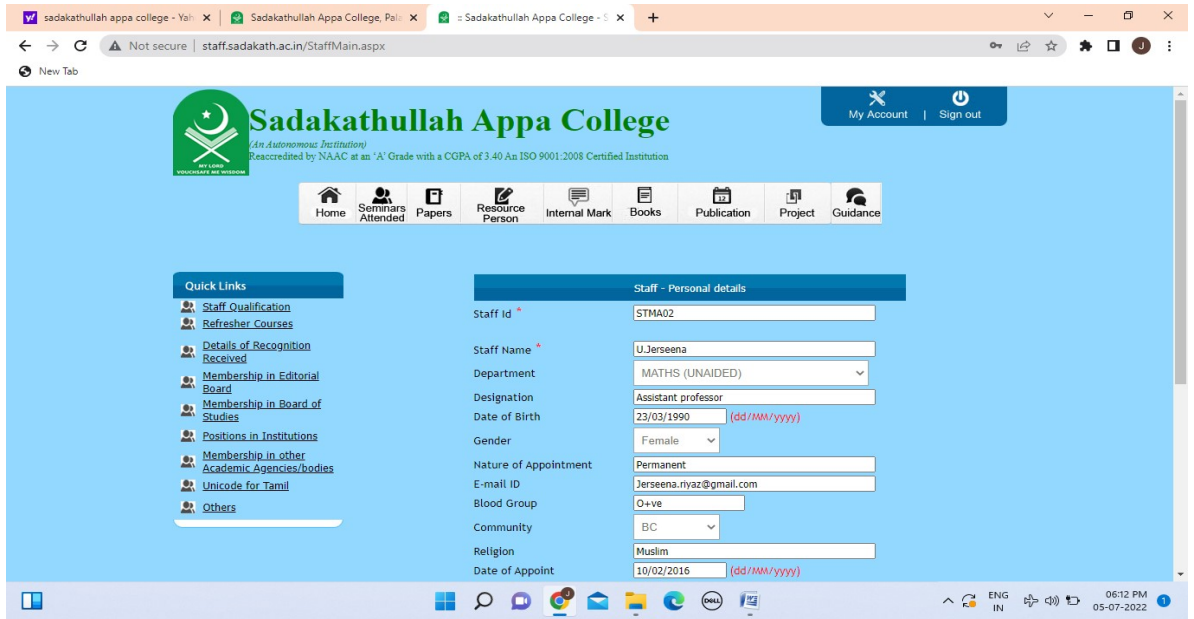 sadakathullah appa college - Yah
Sadakathullah Appa College, Pala
:: Sadakathullah Appa College - S
Not secure | staff.sadakath.ac.in/StaffMain.aspx
J
New Tab
MY LORD
VOUCHSAFE ME WISDOM
Sadakathullah Appa College
(An Autonomous Institution)
Reaccredited by NAAC at an 'A' Grade with a CGPA of 3.40 An ISO 9001:2008 Certified Institution
My Account | Sign out
Home
Seminars Attended
Papers
Resource Person
Internal Mark
Books
12
Publication
Project
Guidance
Quick Links
Staff Qualification
Refresher Courses
Details of Recognition
Received
Membership in Editorial
Board
Membership in Board of
Studies
Positions in Institutions
Membership in other
Academic Agencies/bodies
Unicode for Tamil
Others
Staff - Personal details
Staff Id * STMA02
Staff Name * U.Jerseena
Department MATHS (UNAIDED)
Designation Assistant professor
Date of Birth 23/03/1990 (dd/MM/yyyy)
Gender Female
Nature of Appointment Permanent
E-mail ID Jerseena.riyaz@gmail.com
Blood Group O+ve
Community BC
Religion Muslim
Date of Appoint 10/02/2016 (dd/MM/yyyy)
J
DELL
ENG
IN
06:12 PM
05-07-2022
1